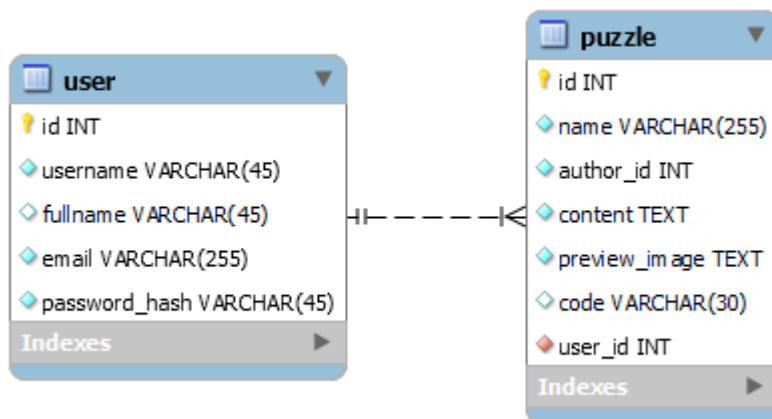 user
id INT
username VARCHAR(45)
fullname VARCHAR(45)
email VARCHAR(255)
password_hash VARCHAR(45)
Indexes
puzzle
id INT
name VARCHAR(255)
author_id INT
content TEXT
preview_image TEXT
code VARCHAR(30)
user_id INT
Indexes